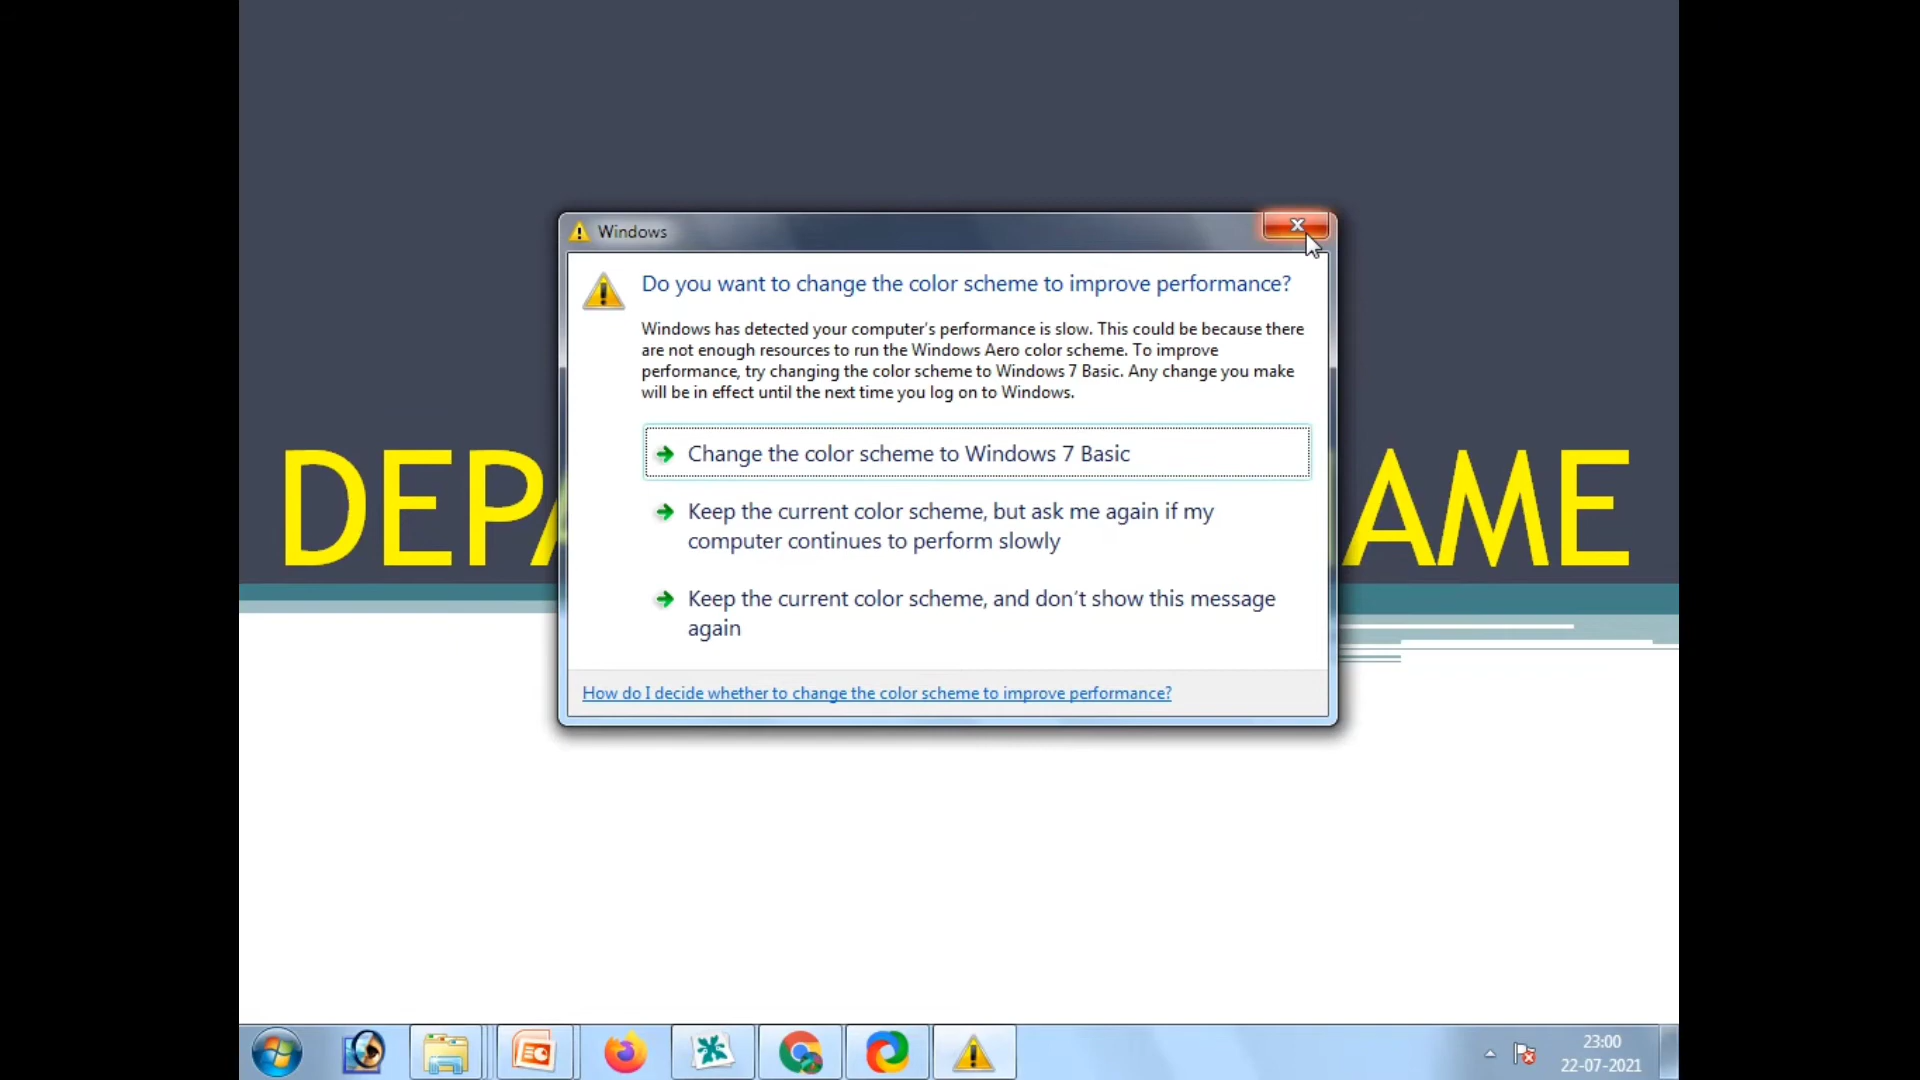 Windows
Do you want to change the color scheme to improve performance?
Windows has detected your computer's performance is slow. This could be because there
are not enough resources to run the Windows Aero color scheme. To improve
performance, try changing the color scheme to Windows 7 Basic. Any change you make
will be in effect until the next time you log on to Windows.
Change the color scheme to Windows 7 Basic
Keep the current color scheme, but ask me again if my
computer continues to perform slowly
Keep the current color scheme, and don't show this message
again
How do I decide whether to change the color scheme to improve performance?
23:00
22-07-2021